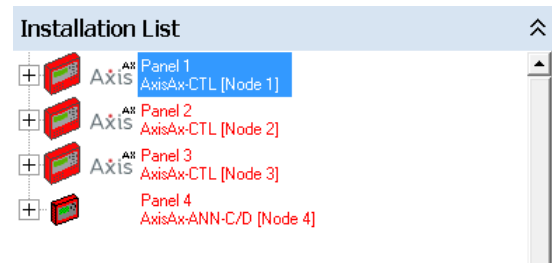 Installation List
Axis AX Panel 1
AxisAx-CTL [Node 1]
Axis AX Panel 2
AxisAx-CTL [Node 2]
Axis AX Panel 3
AxisAx-CTL [Node 3]
Panel 4
AxisAx-ANN-C/D [Node 4]